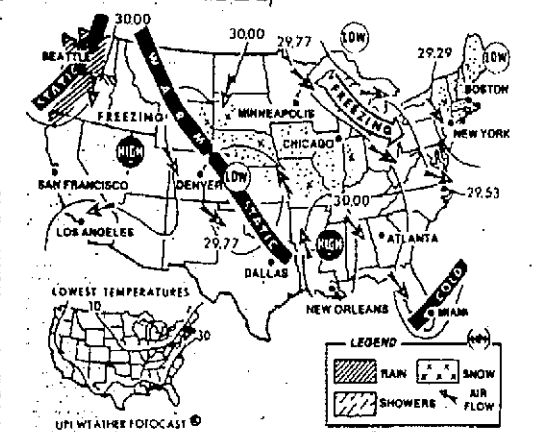 30.00
30.00
29.77
LOW
29.29
LOW
SEATTLE
BOSTON
STATIC
WARM
FREEZING
MINNEAPOLIS
FREEZING
NEW YORK
CHICAGO
HIGH
SAN FRANCISCO
DENVER
LOW
29.53
30.00
STATIC
LOS ANGELES
29.77
HIGH
ATLANTA
DALLAS
COLD
LOWEST TEMPERATURES
NEW ORLEANS
MIAMI
10
30
LEGEND
RAIN
SNOW
SHOWERS
AIR
FLOW
UPI WEATHER FOTOCAST ©